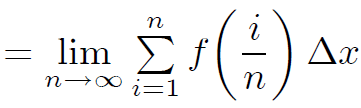 = lim_{n→∞} ∑_{i=1}^{n} f(i/n) Δx